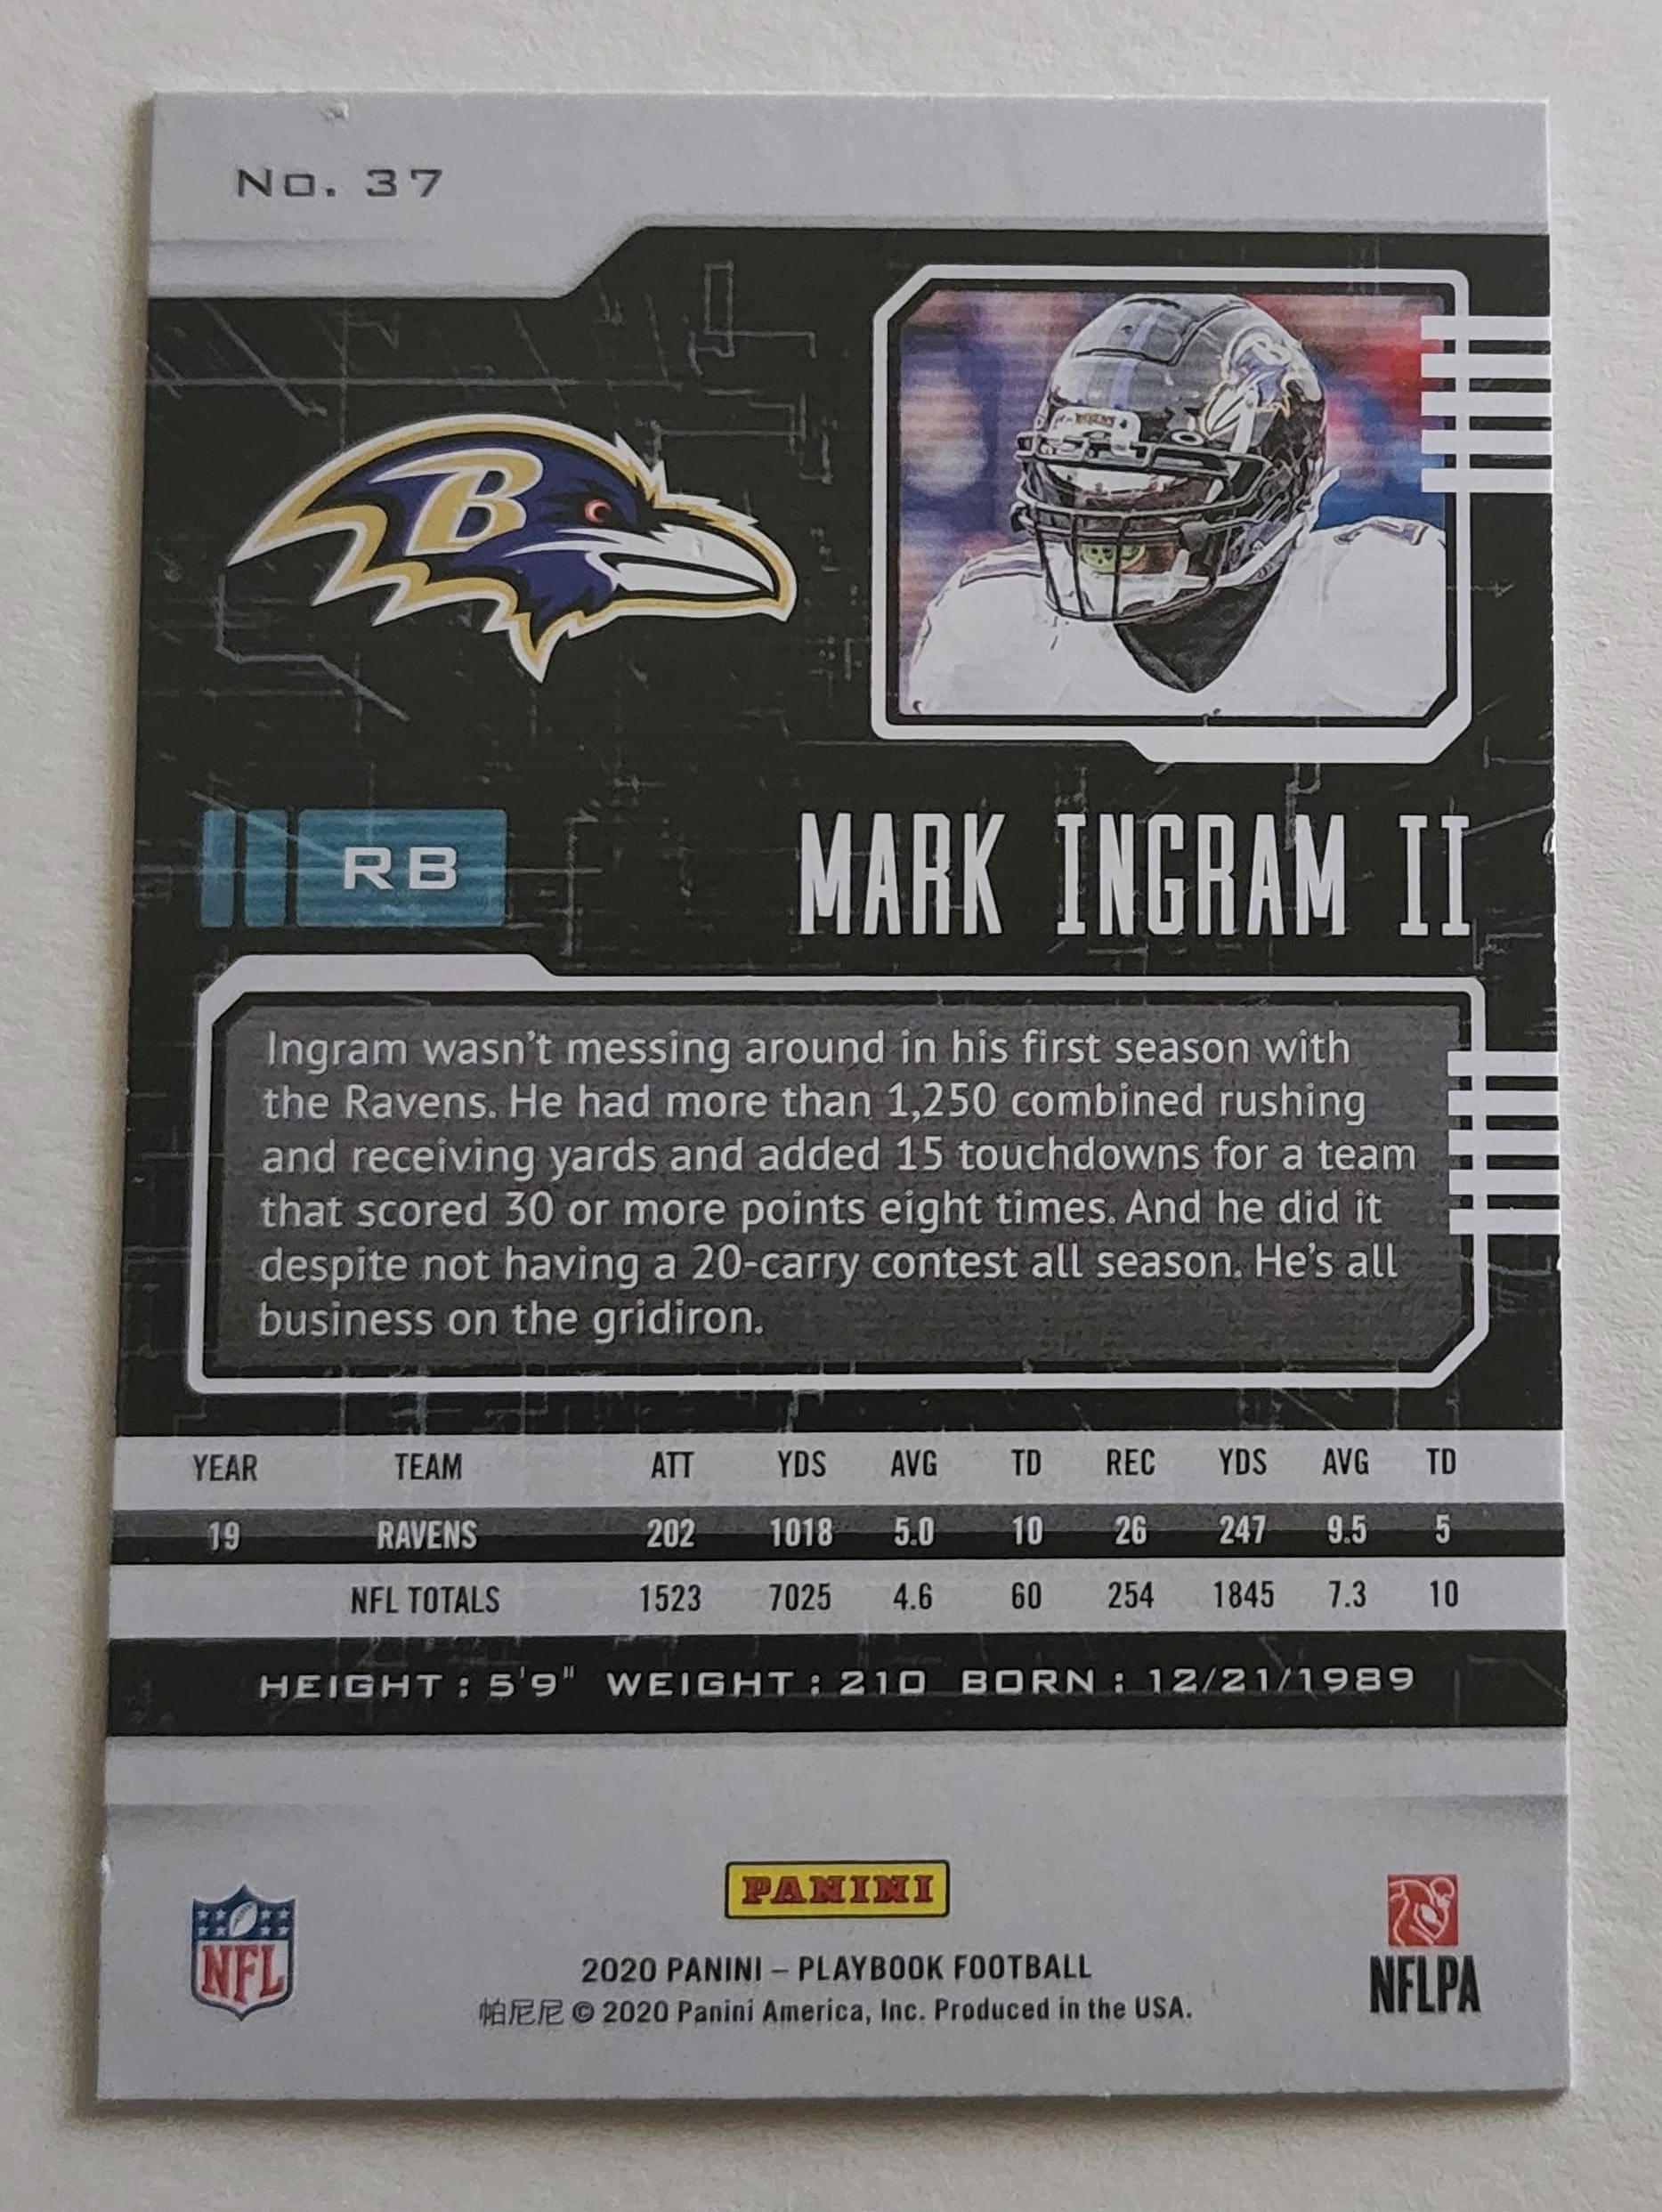 No. 37
B
RB
MARK INGRAM II
Ingram wasn't messing around in his first season with
the Ravens. He had more than 1,250 combined rushing
and receiving yards and added 15 touchdowns for a team
that scored 30 or more points eight times. And he did it
despite not having a 20-carry contest all season. He's all
business on the gridiron.
YEAR TEAM ATT YDS AVG TD REC YDS AVG TD
19 RAVENS 202 1018 5.0 10 26 247 9.5 5
NFL TOTALS 1523 7025 4.6 60 254 1845 7.3 10
HEIGHT : 5'9" WEIGHT : 210 BORN : 12/21/1989
PANINI
NFL
2020 PANINI – PLAYBOOK FOOTBALL
帕尼尼 © 2020 Panini America, Inc. Produced in the USA.
NFLPA